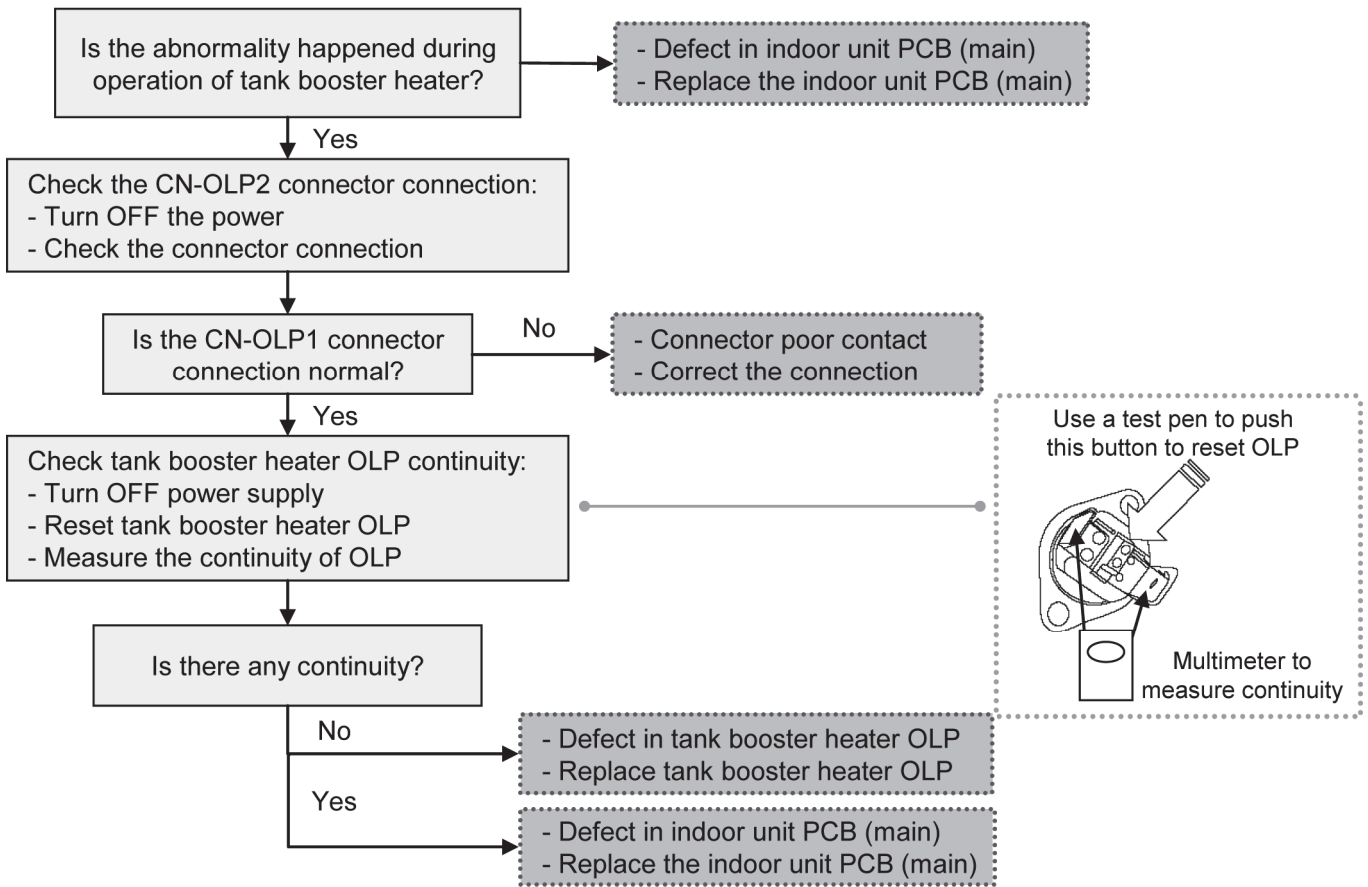 Is the abnormality happened during
operation of tank booster heater?
- Defect in indoor unit PCB (main)
- Replace the indoor unit PCB (main)
Yes
Check the CN-OLP2 connector connection:
- Turn OFF the power
- Check the connector connection
Is the CN-OLP1 connector
connection normal?
No
- Connector poor contact
- Correct the connection
Yes
Check tank booster heater OLP continuity:
- Turn OFF power supply
- Reset tank booster heater OLP
- Measure the continuity of OLP
Use a test pen to push
this button to reset OLP
Multimeter to
measure continuity
Is there any continuity?
No
- Defect in tank booster heater OLP
- Replace tank booster heater OLP
Yes
- Defect in indoor unit PCB (main)
- Replace the indoor unit PCB (main)